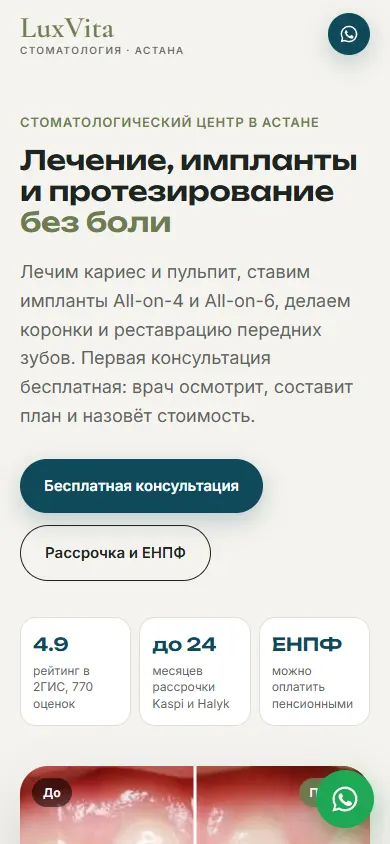 LuxVita
СТОМАТОЛОГИЯ · АСТАНА
СТОМАТОЛОГИЧЕСКИЙ ЦЕНТР В АСТАНЕ
Лечение, импланты
и протезирование
без боли
Лечим кариес и пульпит, ставим
импланты All-on-4 и All-on-6, делаем
коронки и реставрацию передних
зубов. Первая консультация
бесплатная: врач осмотрит, составит
план и назовёт стоимость.
Бесплатная консультация
Рассрочка и ЕНПФ
4.9
рейтинг в
2ГИС, 770
оценок
до 24
месяцев
рассрочки
Kaspi и Halyk
ЕНПФ
можно
оплатить
пенсионными
До